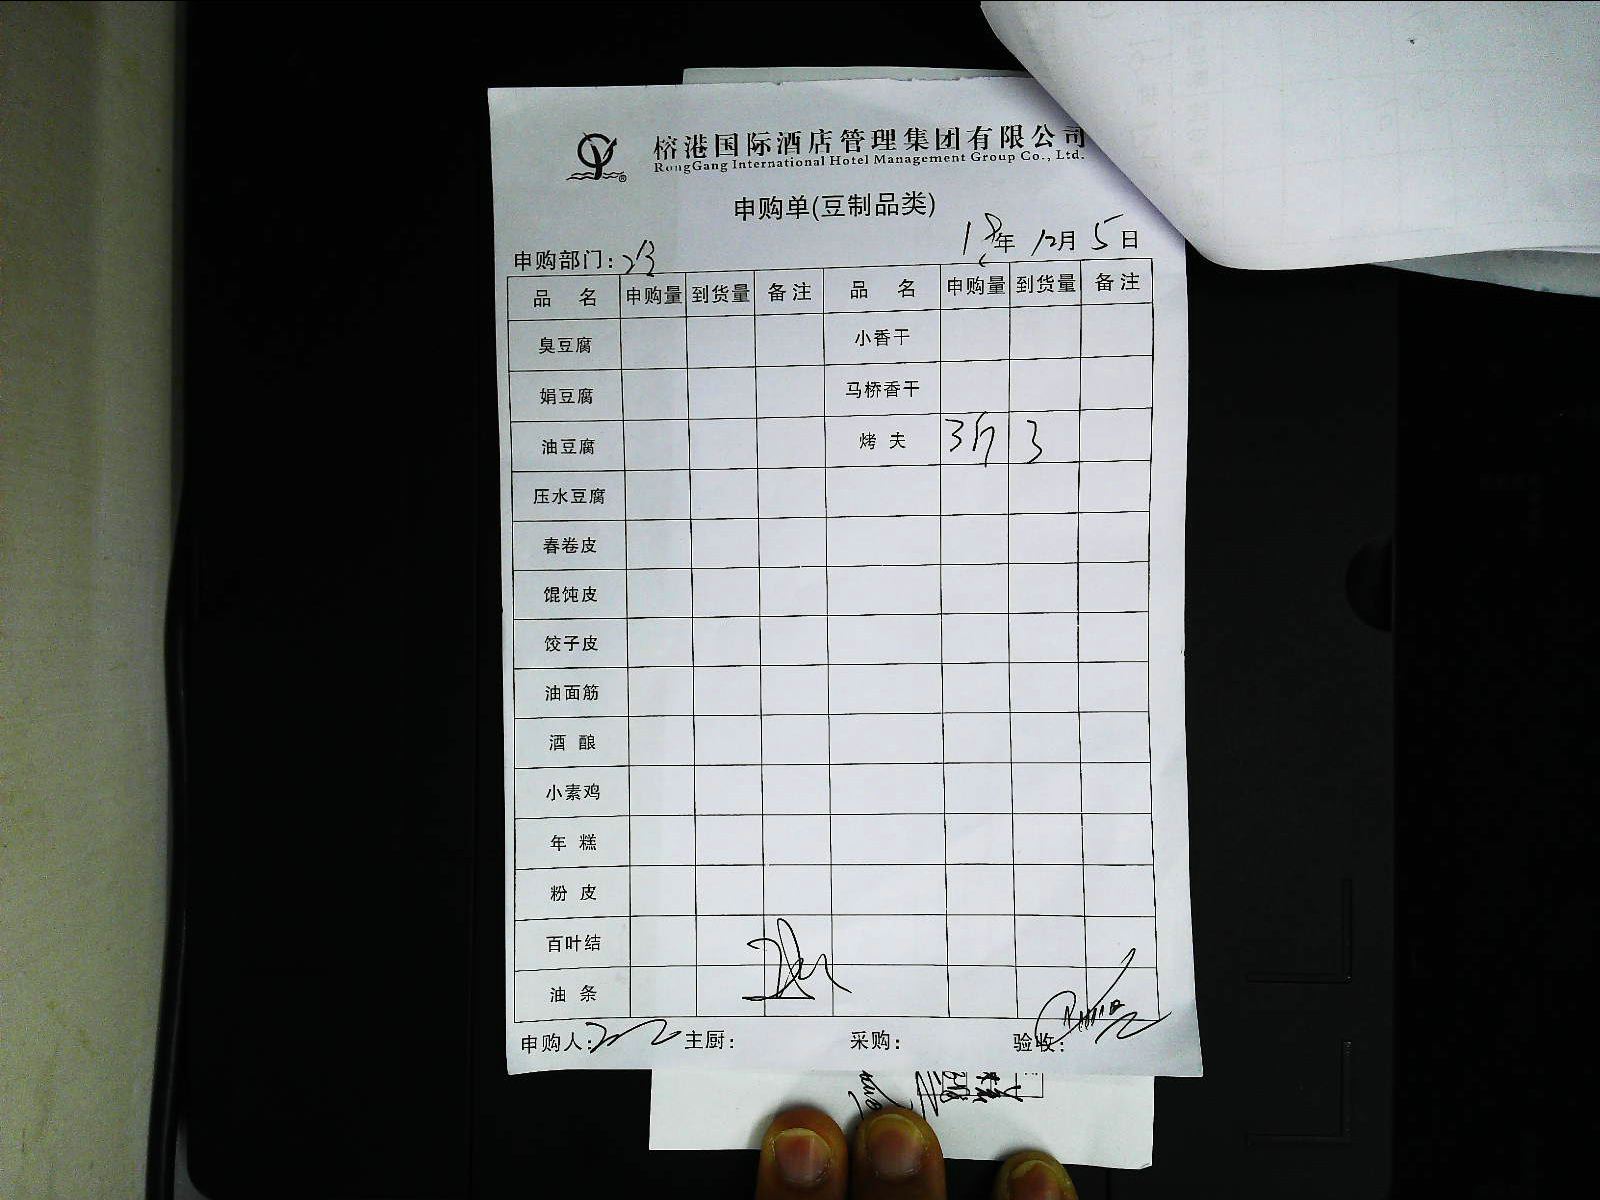 榕港国际酒店管理集团有限公司
RongGang International Hotel Management Group Co., Ltd.
申购单(豆制品类)
18年 12月 5日
申购部门：
品 名 申购量 到货量 备注 品 名 申购量 到货量 备注
臭豆腐 小香干
娟豆腐 马桥香干
油豆腐 烤 夫 3斤 3
压水豆腐
春卷皮
馄饨皮
饺子皮
油面筋
酒 酿
小素鸡
年 糕
粉 皮
百叶结
油 条
申购人： 主厨： 采购： 验收：